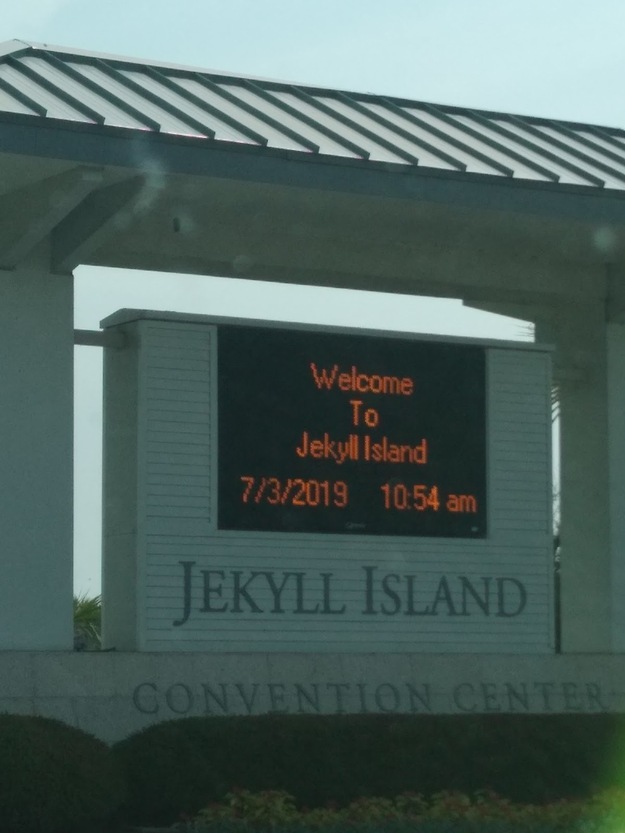 Welcome
To
Jekyll Island
7/3/2019 10:54 am
JEKYLL ISLAND
CONVENTION CENTER